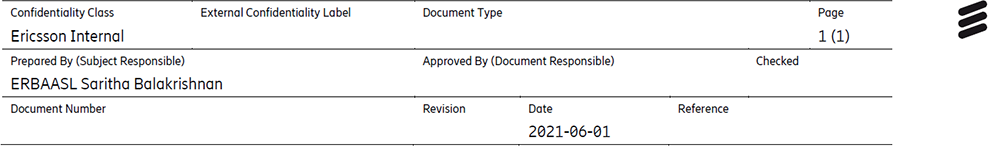 Confidentiality Class External Confidentiality Label Document Type Page
Ericsson Internal 1 (1)
Prepared By (Subject Responsible) Approved By (Document Responsible) Checked
ERBAASL Saritha Balakrishnan
Document Number Revision Date Reference
2021-06-01